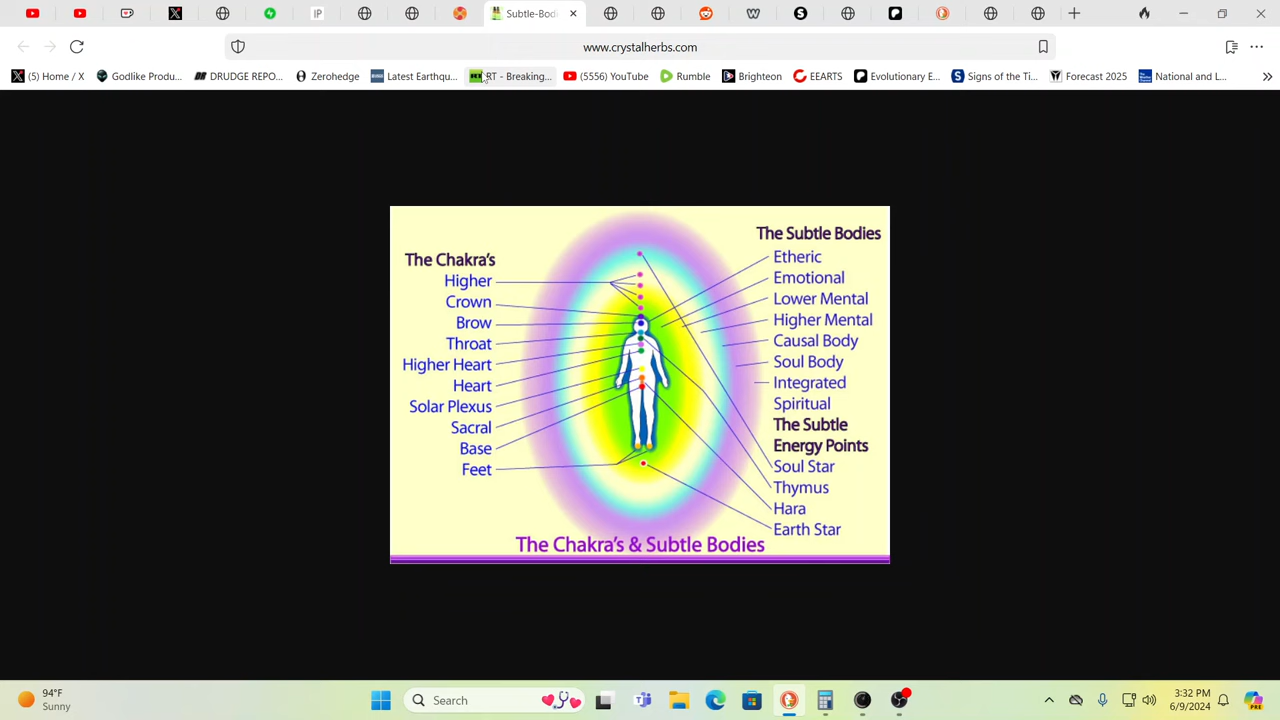 Subtle-Bodi
IP
www.crystalherbs.com
(5) Home / X
Godlike Produ...
DRUDGE REPO...
Zerohedge
Latest Earthqu...
RT - Breaking...
(5556) YouTube
Rumble
Brighteon
EEARTS
Evolutionary E...
Signs of the Ti...
Forecast 2025
National and L...
The Chakra's
Higher
Crown
Brow
Throat
Higher Heart
Heart
Solar Plexus
Sacral
Base
Feet
The Subtle Bodies
Etheric
Emotional
Lower Mental
Higher Mental
Causal Body
Soul Body
Integrated
Spiritual
The Subtle
Energy Points
Soul Star
Thymus
Hara
Earth Star
The Chakra's & Subtle Bodies
94°F
Sunny
Search
3:32 PM
6/9/2024
PRE